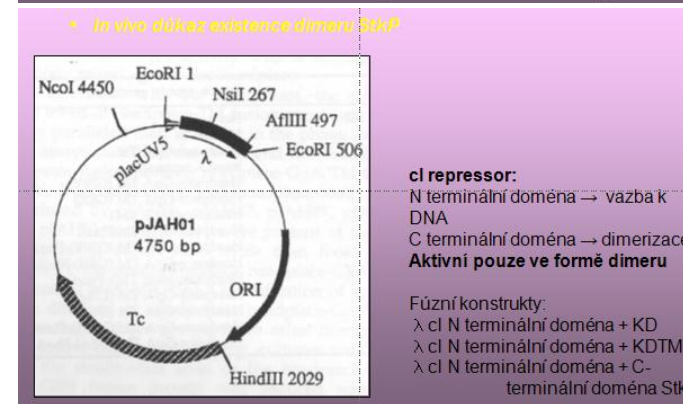 • In vivo důkaz existence dimeru StkP
EcoRI 1
NcoI 4450
NsiI 267
AflIII 497
EcoRI 506
placUV5
λ
pJAH01
4750 bp
ORI
Tc
HindIII 2029
cI repressor:
N terminální doména → vazba k
DNA
C terminální doména → dimerizace
Aktivní pouze ve formě dimeru
Fúzní konstrukty:
λ cI N terminální doména + KD
λ cI N terminální doména + KDTM
λ cI N terminální doména + C-
terminální doména Stk